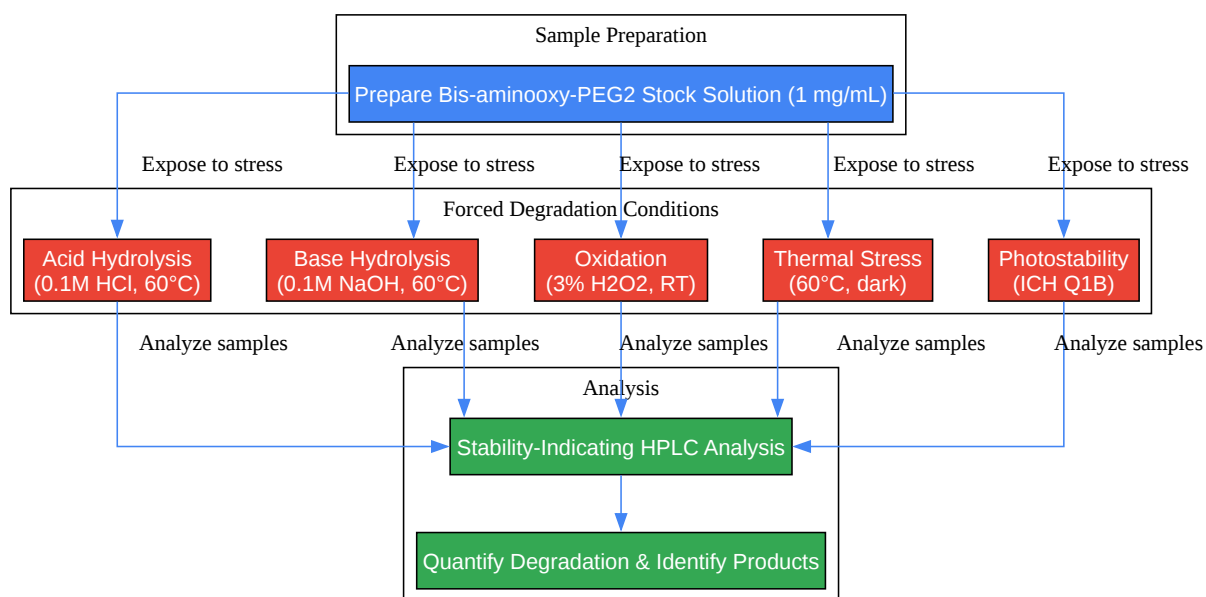 Sample Preparation
Prepare Bis-aminooxy-PEG2 Stock Solution (1 mg/mL)
Expose to stress
Expose to stress
Expose to stress
Expose to stress
Expose to stress
Forced Degradation Conditions
Acid Hydrolysis
(0.1M HCl, 60°C)
Base Hydrolysis
(0.1M NaOH, 60°C)
Oxidation
(3% H2O2, RT)
Thermal Stress
(60°C, dark)
Photostability
(ICH Q1B)
Analyze samples
Analyze samples
Analyze samples
Analyze samples
Analyze samples
Analysis
Stability-Indicating HPLC Analysis
Quantify Degradation & Identify Products